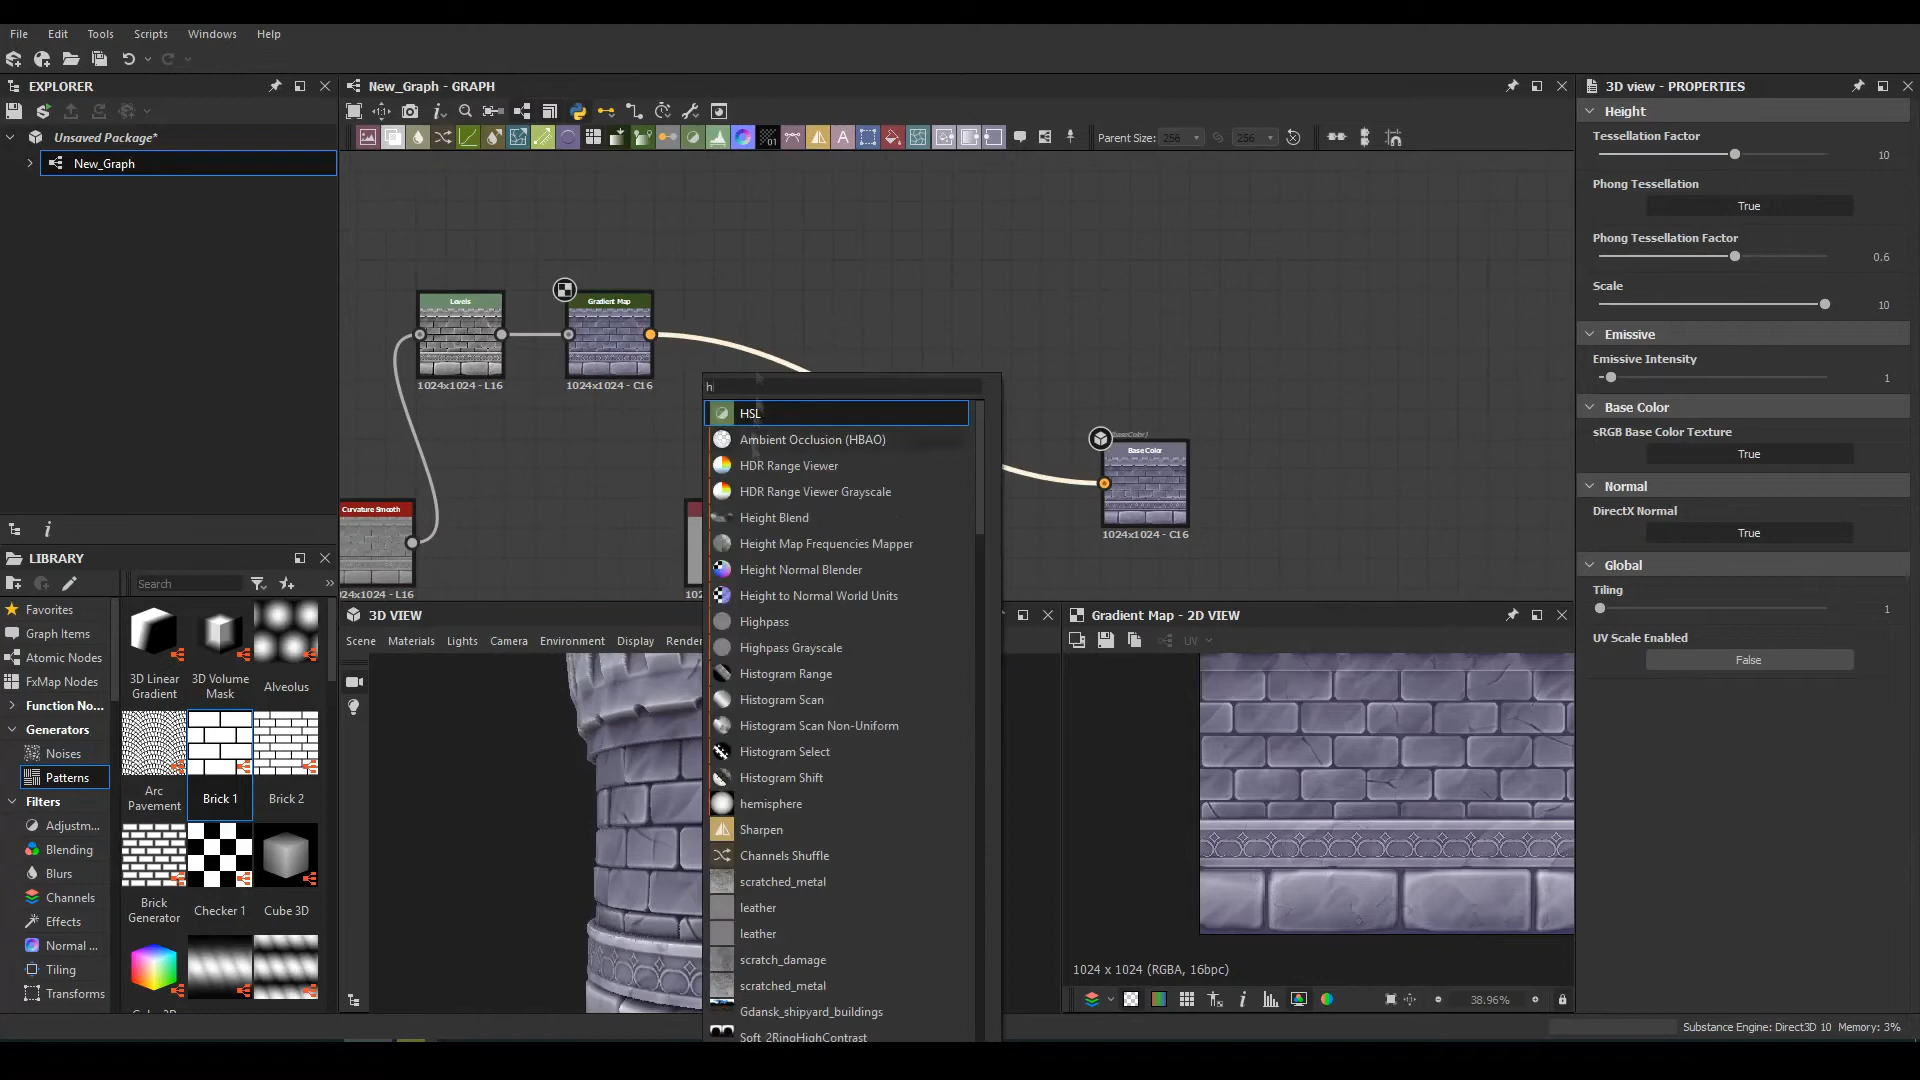 File Edit Tools Scripts Windows Help
EXPLORER
Unsaved Package*
New_Graph
New_Graph - GRAPH
Parent Size: 256 256
Levels
1024x1024 - L16
Gradient Map
1024x1024 - C16
Curvature Smooth
24x1024 - L16
102
Base Color
1024x1024 - C16
h
HSL
Ambient Occlusion (HBAO)
HDR Range Viewer
HDR Range Viewer Grayscale
Height Blend
Height Map Frequencies Mapper
Height Normal Blender
Height to Normal World Units
Highpass
Highpass Grayscale
Histogram Range
Histogram Scan
Histogram Scan Non-Uniform
Histogram Select
Histogram Shift
hemisphere
Sharpen
Channels Shuffle
scratched_metal
leather
leather
scratch_damage
scratched_metal
Gdansk_shipyard_buildings
Soft_2RingHighContrast
LIBRARY
Search
Favorites
Graph Items
Atomic Nodes
FxMap Nodes
Function No...
Generators
Noises
Patterns
Filters
Adjustm...
Blending
Blurs
Channels
Effects
Normal ...
Tiling
Transforms
3D Linear Gradient
3D Volume Mask
Alveolus
Arc Pavement
Brick 1
Brick 2
Brick Generator
Checker 1
Cube 3D
3D VIEW
Scene Materials Lights Camera Environment Display Render
Gradient Map - 2D VIEW
UV
1024 x 1024 (RGBA, 16bpc)
38.96%
3D view - PROPERTIES
Height
Tessellation Factor
10
Phong Tessellation
True
Phong Tessellation Factor
0.6
Scale
10
Emissive
Emissive Intensity
1
Base Color
sRGB Base Color Texture
True
Normal
DirectX Normal
True
Global
Tiling
1
UV Scale Enabled
False
Substance Engine: Direct3D 10 Memory: 3%